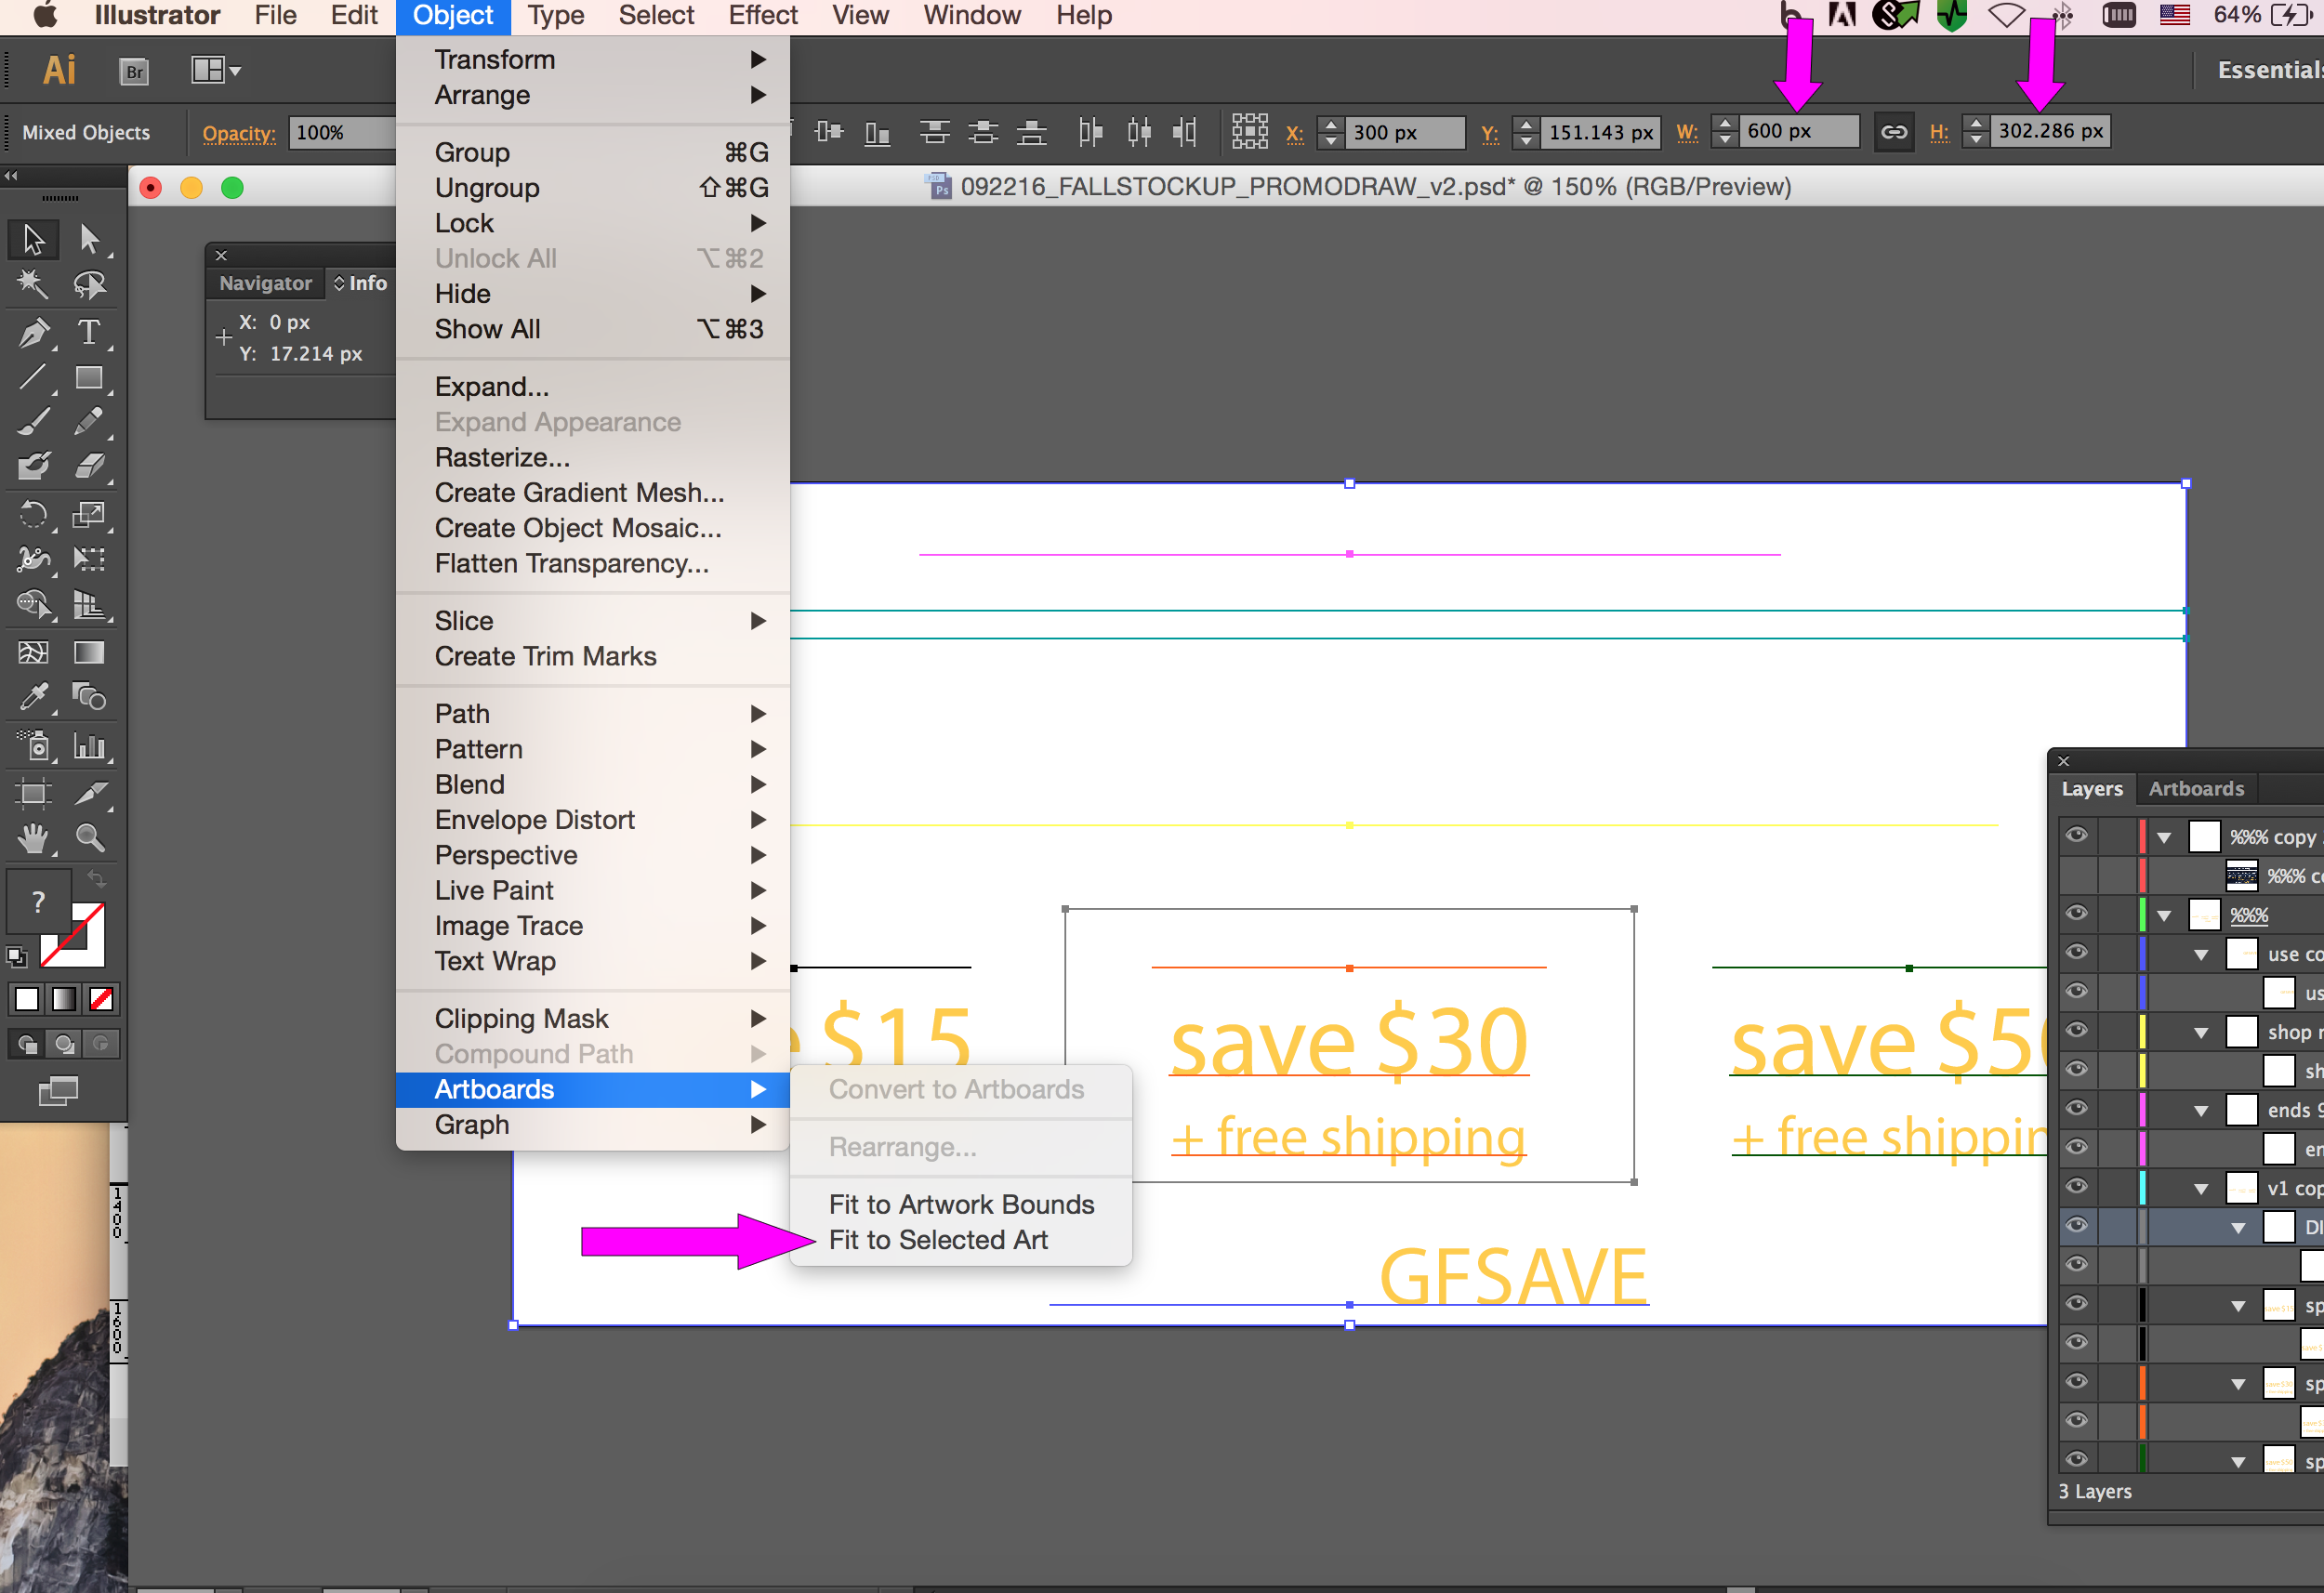 Illustrator File Edit Object Type Select Effect View Window Help 64%
Ai Br Essentials
Mixed Objects Opacity: 100% X: 300 px Y: 151.143 px W: 600 px H: 302.286 px
092216_FALLSTOCKUP_PROMODRAW_v2.psd* @ 150% (RGB/Preview)
Navigator Info
X: 0 px
Y: 17.214 px
Transform
Arrange
Group ⌘G
Ungroup ⇧⌘G
Lock
Unlock All ⌥⌘2
Hide
Show All ⌥⌘3
Expand...
Expand Appearance
Rasterize...
Create Gradient Mesh...
Create Object Mosaic...
Flatten Transparency...
Slice
Create Trim Marks
Path
Pattern
Blend
Envelope Distort
Perspective
Live Paint
Image Trace
Text Wrap
Clipping Mask
Compound Path
Artboards
Graph
Convert to Artboards
Rearrange...
Fit to Artwork Bounds
Fit to Selected Art
$15
save $30
+ free shipping
save $5
+ free shippin
GFSAVE
?
1400
1600
Layers Artboards
%%% copy
%%% co
%%%
use co
us
shop r
sh
ends 9
en
v1 cop
sp
sp
sp
3 Layers